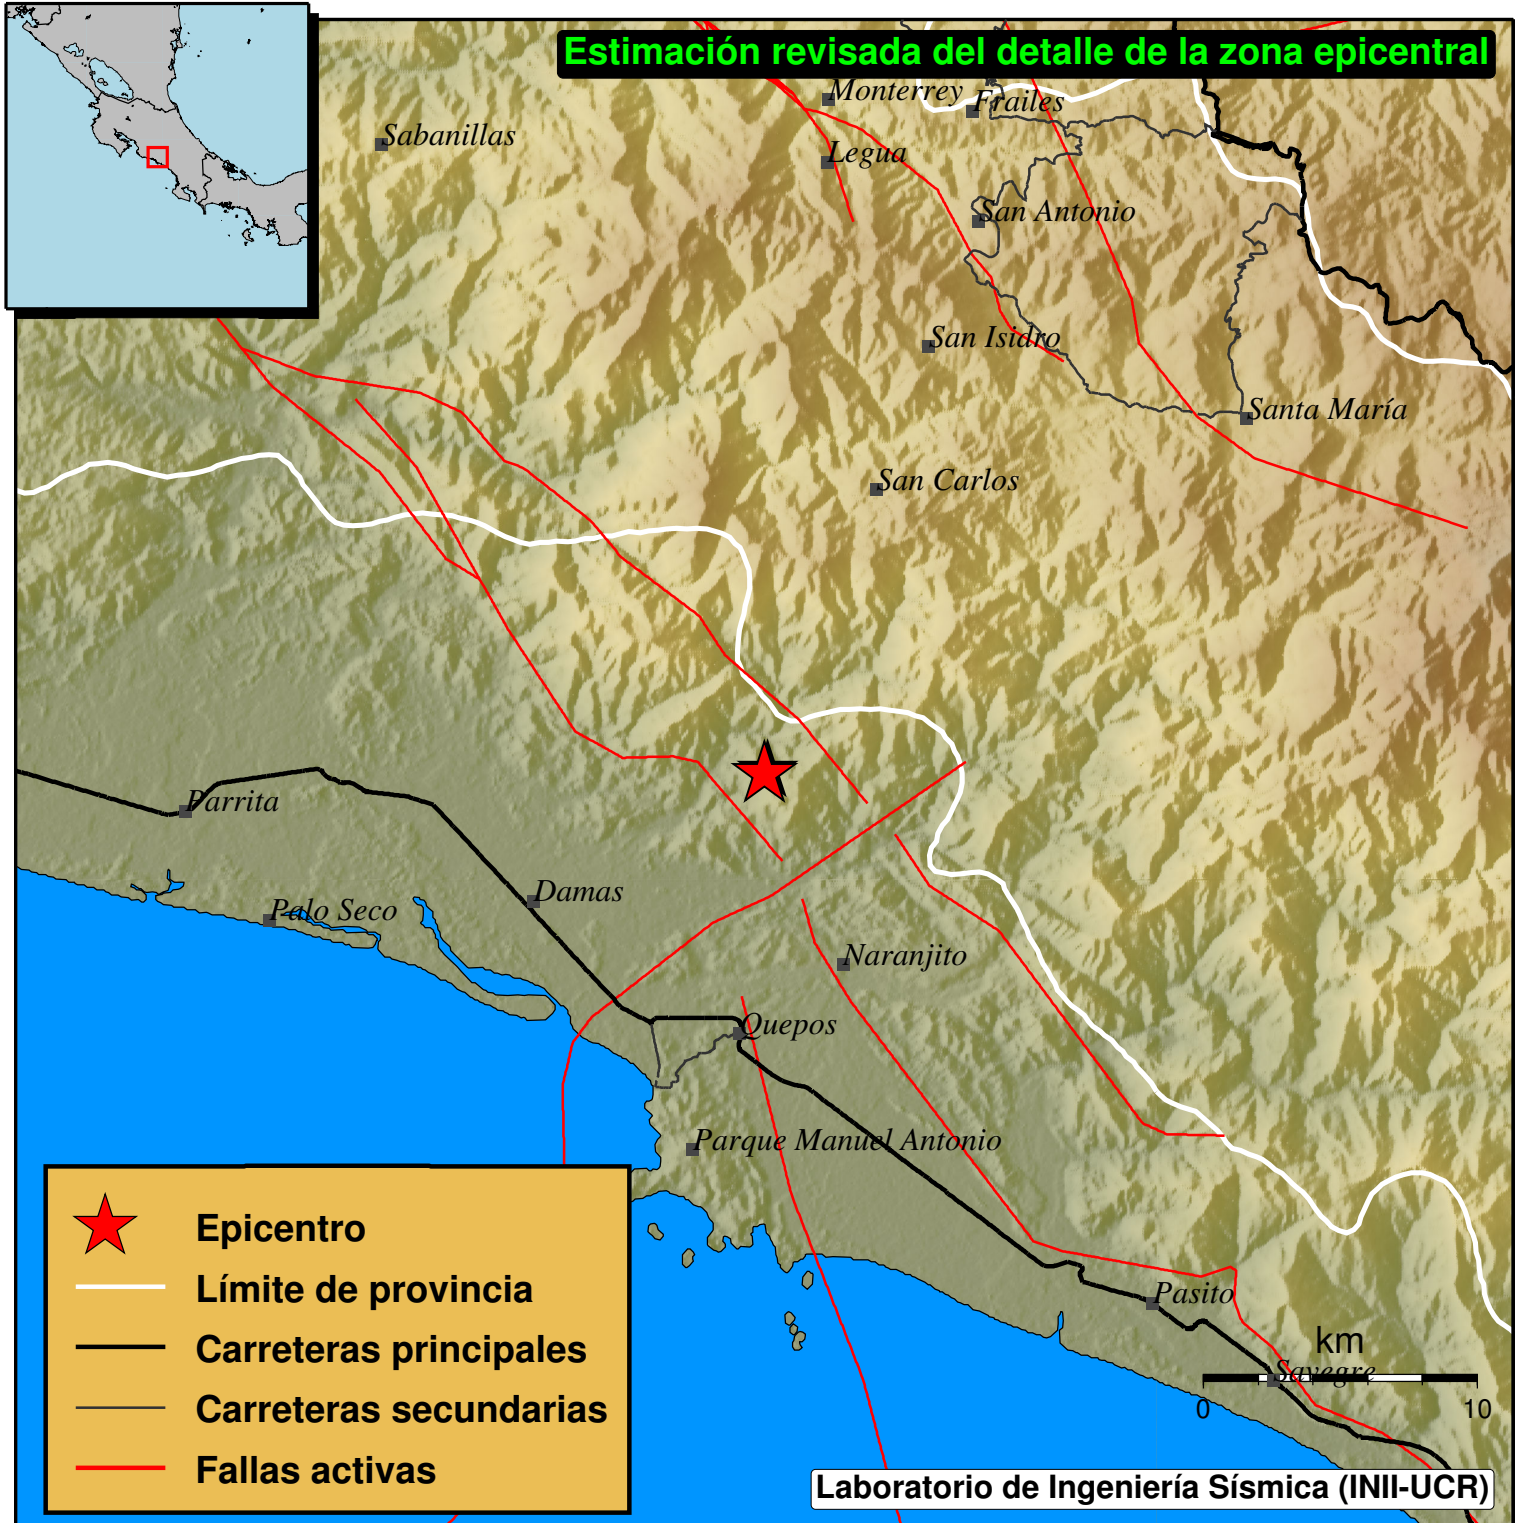 Estimación revisada del detalle de la zona epicentral
Monterrey
Frailes
Sabanillas
Legua
San Antonio
San Isidro
Santa María
San Carlos
Parrita
Damas
Palo Seco
Naranjito
Quepos
Parque Manuel Antonio
Pasito
km
Savegre
0 10
Epicentro
Límite de provincia
Carreteras principales
Carreteras secundarias
Fallas activas
Laboratorio de Ingeniería Sísmica (INII-UCR)